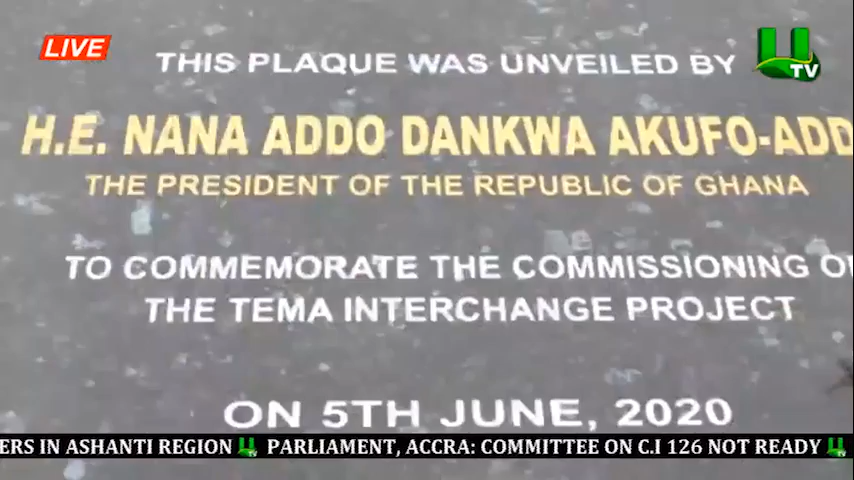 LIVE
THIS PLAQUE WAS UNVEILED BY
U
TV
H.E. NANA ADDO DANKWA AKUFO-ADD
THE PRESIDENT OF THE REPUBLIC OF GHANA
TO COMMEMORATE THE COMMISSIONING O
THE TEMA INTERCHANGE PROJECT
ON 5TH JUNE, 2020
ERS IN ASHANTI REGION UTV PARLIAMENT, ACCRA: COMMITTEE ON C.I 126 NOT READY UTV